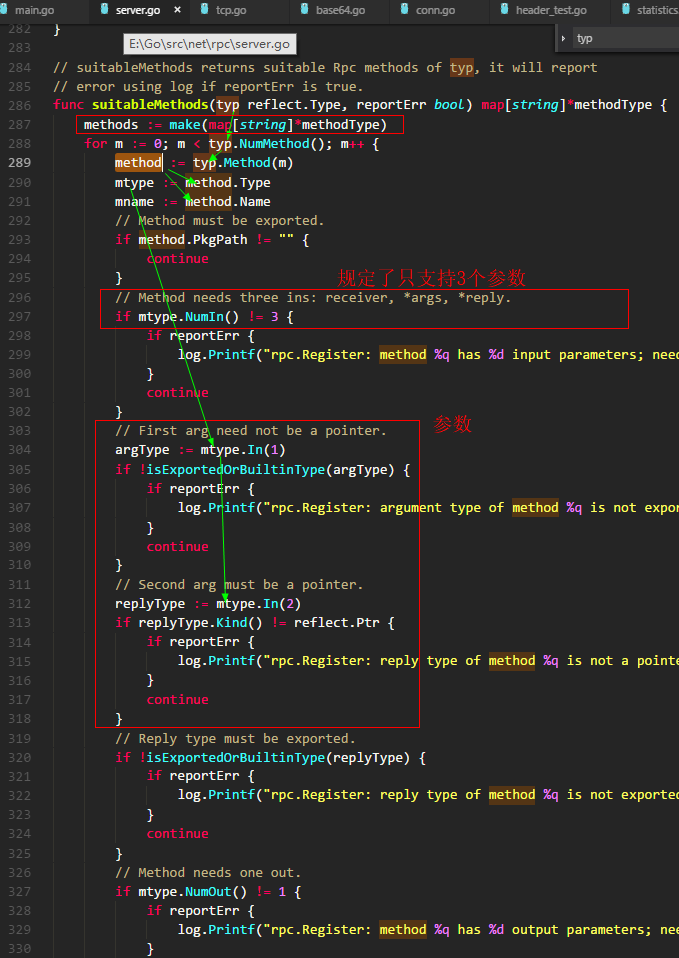 main.go server.go × tcp.go base64.go conn.go header_test.go statistics
typ
282 }
E:\Go\src\net\rpc\server.go
283
284 // suitableMethods returns suitable Rpc methods of typ, it will report
285 // error using log if reportErr is true.
286 func suitableMethods(typ reflect.Type, reportErr bool) map[string]*methodType {
287 methods := make(map[string]*methodType)
288 for m := 0; m < typ.NumMethod(); m++ {
289 method := typ.Method(m)
290 mtype := method.Type
291 mname := method.Name
292 // Method must be exported.
293 if method.PkgPath != "" {
294 continue
295 }
规定了只支持3个参数
296 // Method needs three ins: receiver, *args, *reply.
297 if mtype.NumIn() != 3 {
298 if reportErr {
299 log.Printf("rpc.Register: method %q has %d input parameters; nee
300 }
301 continue
302 }
参数
303 // First arg need not be a pointer.
304 argType := mtype.In(1)
305 if !isExportedOrBuiltinType(argType) {
306 if reportErr {
307 log.Printf("rpc.Register: argument type of method %q is not expor
308 }
309 continue
310 }
311 // Second arg must be a pointer.
312 replyType := mtype.In(2)
313 if replyType.Kind() != reflect.Ptr {
314 if reportErr {
315 log.Printf("rpc.Register: reply type of method %q is not a pointe
316 }
317 continue
318 }
319 // Reply type must be exported.
320 if !isExportedOrBuiltinType(replyType) {
321 if reportErr {
322 log.Printf("rpc.Register: reply type of method %q is not exported
323 }
324 continue
325 }
326 // Method needs one out.
327 if mtype.NumOut() != 1 {
328 if reportErr {
329 log.Printf("rpc.Register: method %q has %d output parameters; nee
330 }